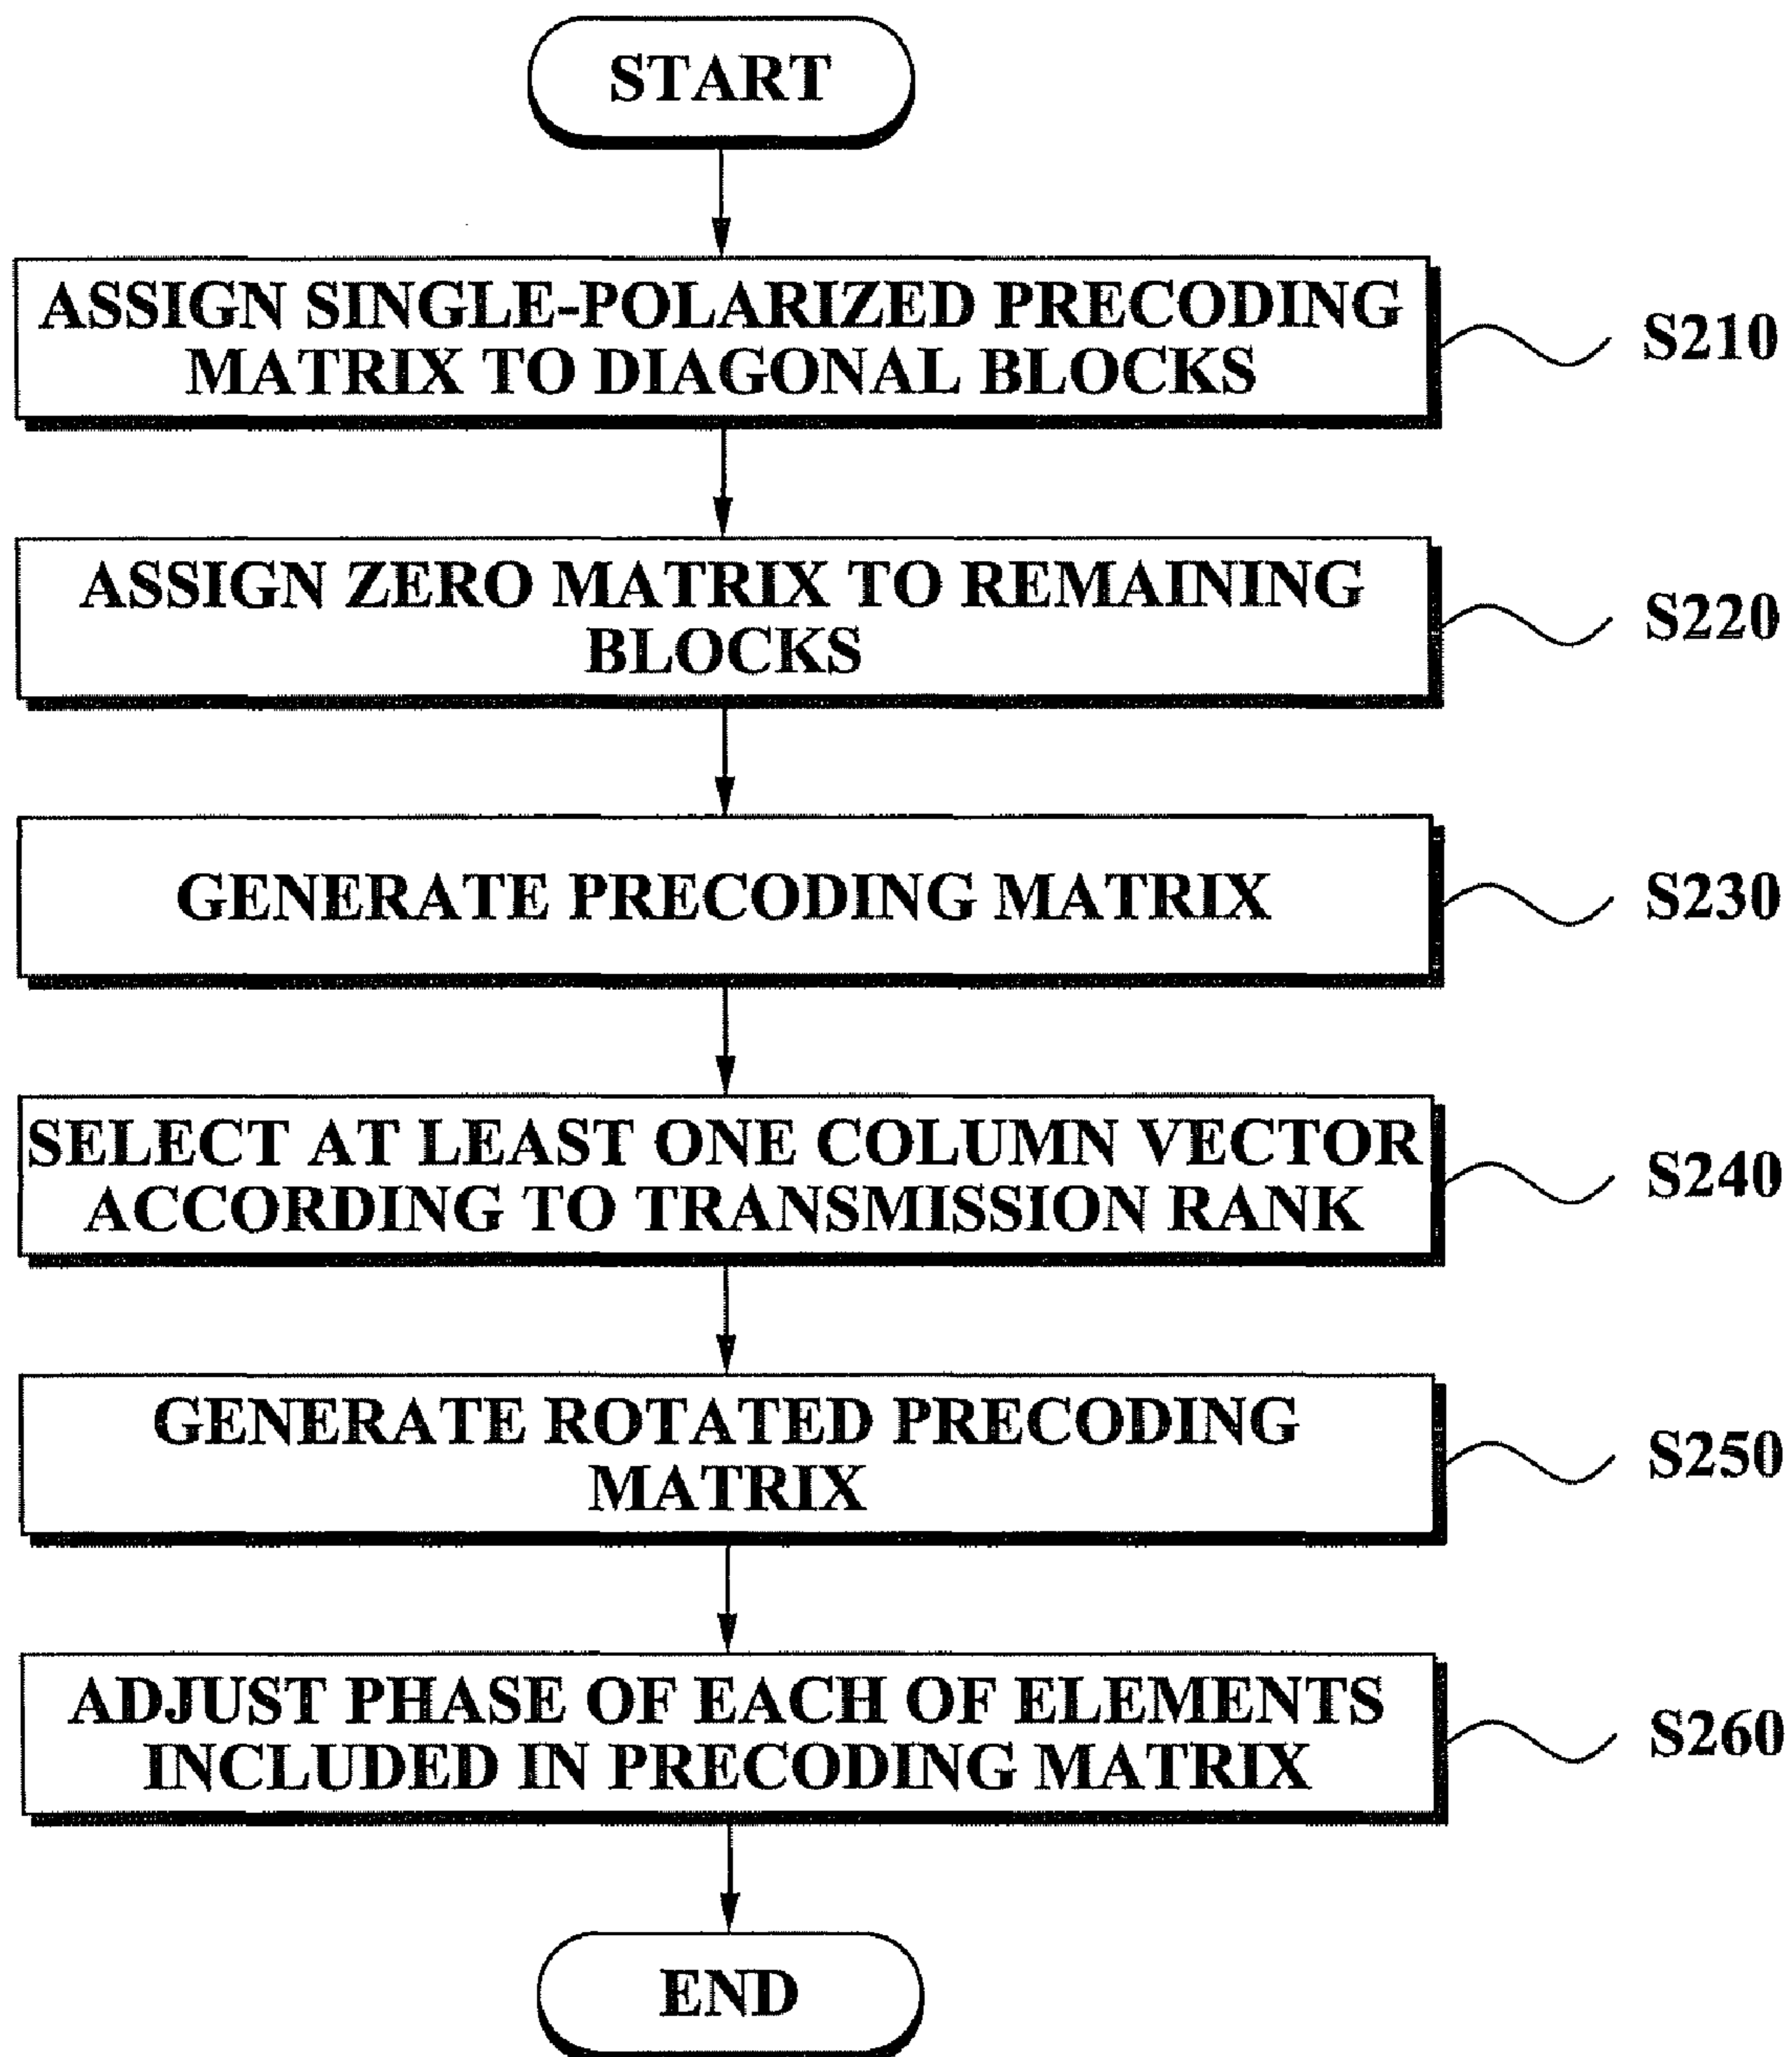 START
ASSIGN SINGLE-POLARIZED PRECODING
MATRIX TO DIAGONAL BLOCKS
S210
ASSIGN ZERO MATRIX TO REMAINING
BLOCKS
S220
GENERATE PRECODING MATRIX
S230
SELECT AT LEAST ONE COLUMN VECTOR
ACCORDING TO TRANSMISSION RANK
S240
GENERATE ROTATED PRECODING
MATRIX
S250
ADJUST PHASE OF EACH OF ELEMENTS
INCLUDED IN PRECODING MATRIX
S260
END